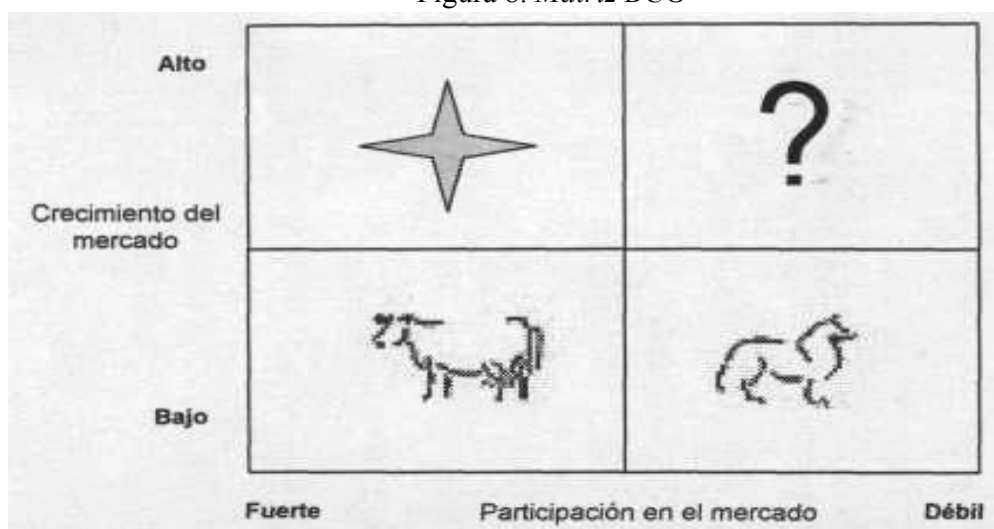 Alto
?
Crecimiento del
mercado
Bajo
Fuerte Participación en el mercado Débil